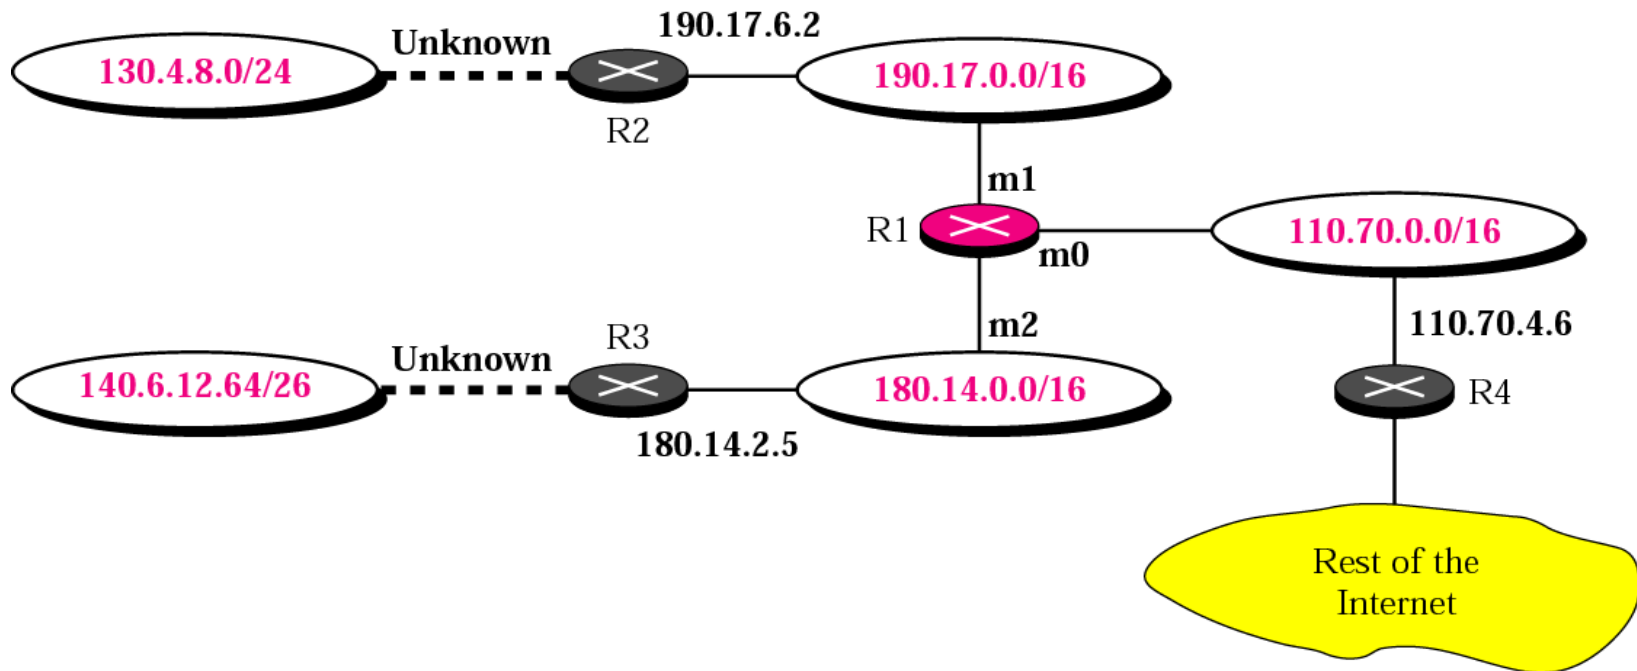 190.17.6.2
Unknown
130.4.8.0/24
190.17.0.0/16
R2
m1
R1
110.70.0.0/16
m0
m2
110.70.4.6
R3
Unknown
140.6.12.64/26
180.14.0.0/16
R4
180.14.2.5
Rest of the
Internet